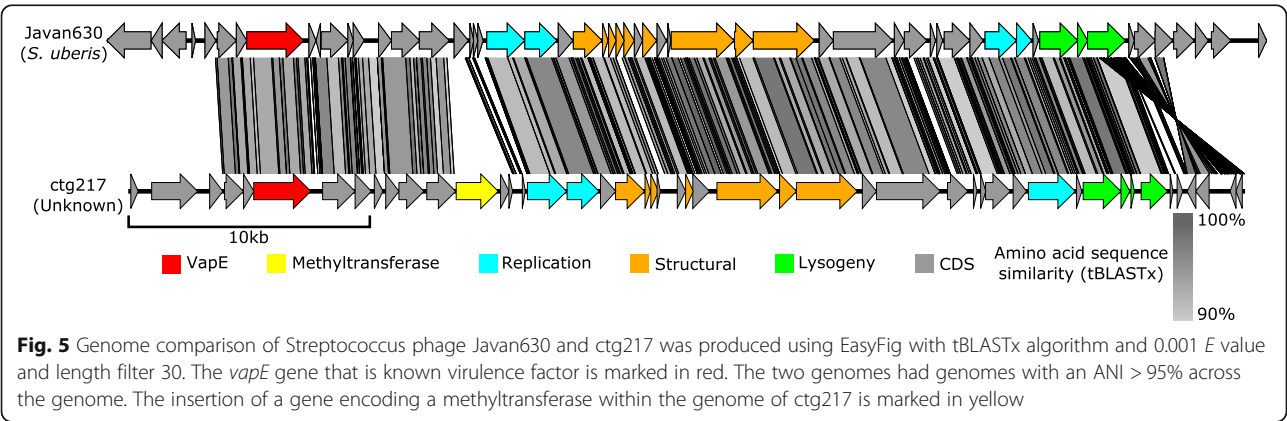 Javan630
(S. uberis)
ctg217
(Unknown)
10kb
VapE
Methyltransferase
Replication
Structural
Lysogeny
CDS
Amino acid sequence
similarity (tBLASTx)
100%
90%
Fig. 5 Genome comparison of Streptococcus phage Javan630 and ctg217 was produced using EasyFig with tBLASTx algorithm and 0.001 E value
and length filter 30. The vapE gene that is known virulence factor is marked in red. The two genomes had genomes with an ANI > 95% across
the genome. The insertion of a gene encoding a methyltransferase within the genome of ctg217 is marked in yellow